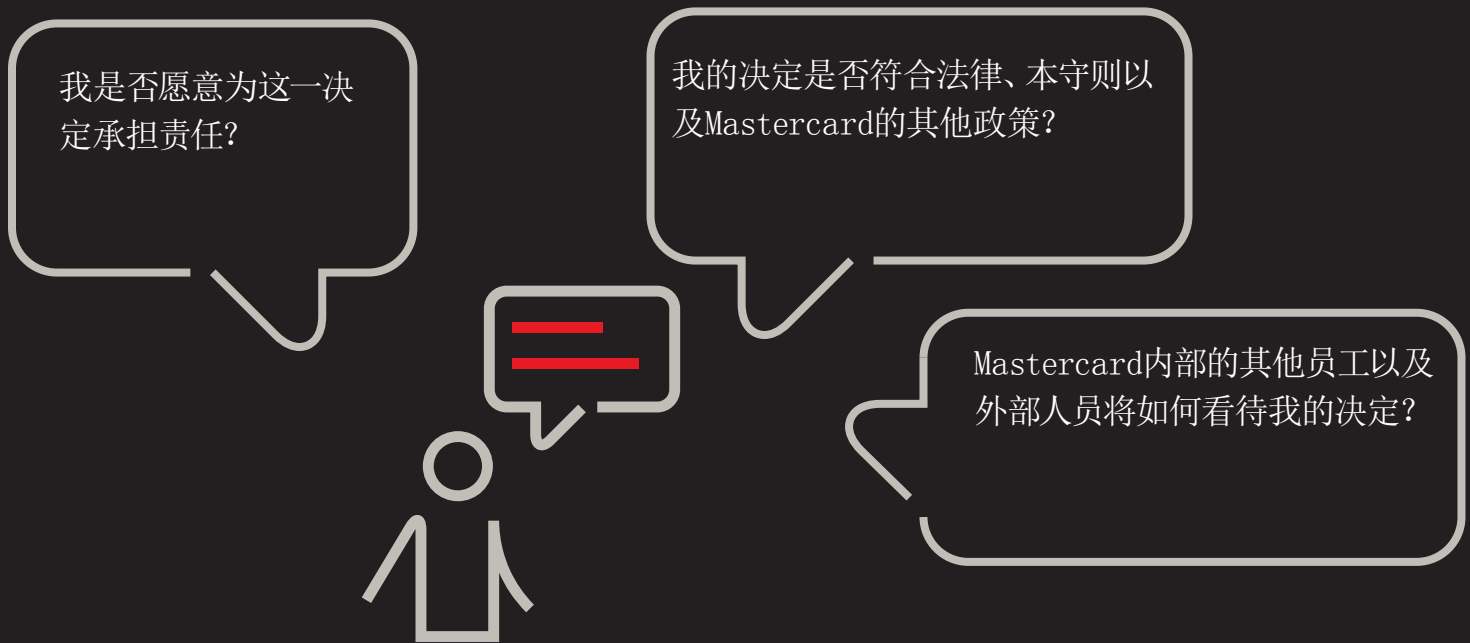 我是否愿意为这一决
定承担责任？
我的决定是否符合法律、本守则以
及Mastercard的其他政策？
Mastercard内部的其他员工以及
外部人员将如何看待我的决定？